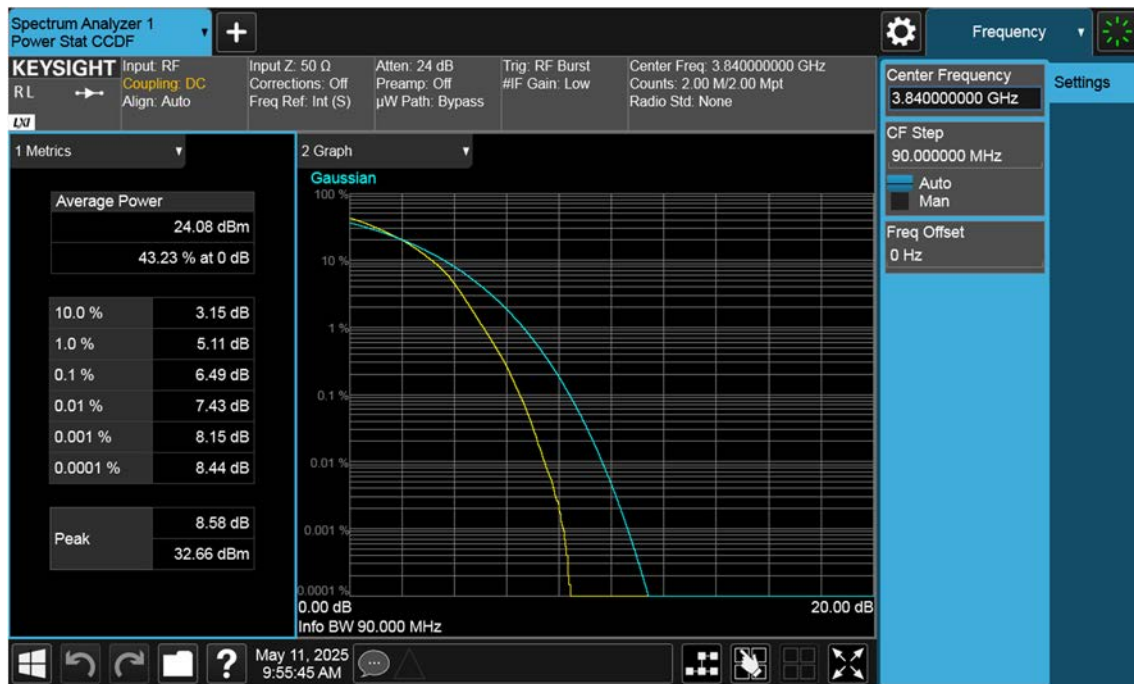 Spectrum Analyzer 1
Power Stat CCDF
+
Frequency
KEYSIGHT
RL
LXI
Input: RF
Coupling: DC
Align: Auto
Input Z: 50 Ω
Corrections: Off
Freq Ref: Int (S)
Atten: 24 dB
Preamp: Off
µW Path: Bypass
Trig: RF Burst
#IF Gain: Low
Center Freq: 3.840000000 GHz
Counts: 2.00 M/2.00 Mpt
Radio Std: None
Center Frequency
3.840000000 GHz
Settings
CF Step
90.000000 MHz
Auto
Man
Freq Offset
0 Hz
1 Metrics
Average Power
24.08 dBm
43.23 % at 0 dB
10.0 % 3.15 dB
1.0 % 5.11 dB
0.1 % 6.49 dB
0.01 % 7.43 dB
0.001 % 8.15 dB
0.0001 % 8.44 dB
Peak
8.58 dB
32.66 dBm
2 Graph
Gaussian
100 %
10 %
1 %
0.1 %
0.01 %
0.001 %
0.0001 %
0.00 dB 20.00 dB
Info BW 90.000 MHz
?
May 11, 2025
9:55:45 AM